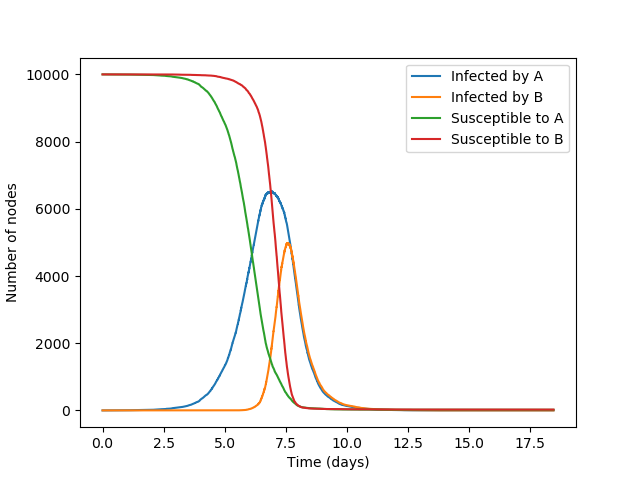 10000
8000
6000
4000
2000
0
Number of nodes
Infected by A
Infected by B
Susceptible to A
Susceptible to B
0.0 2.5 5.0 7.5 10.0 12.5 15.0 17.5
Time (days)